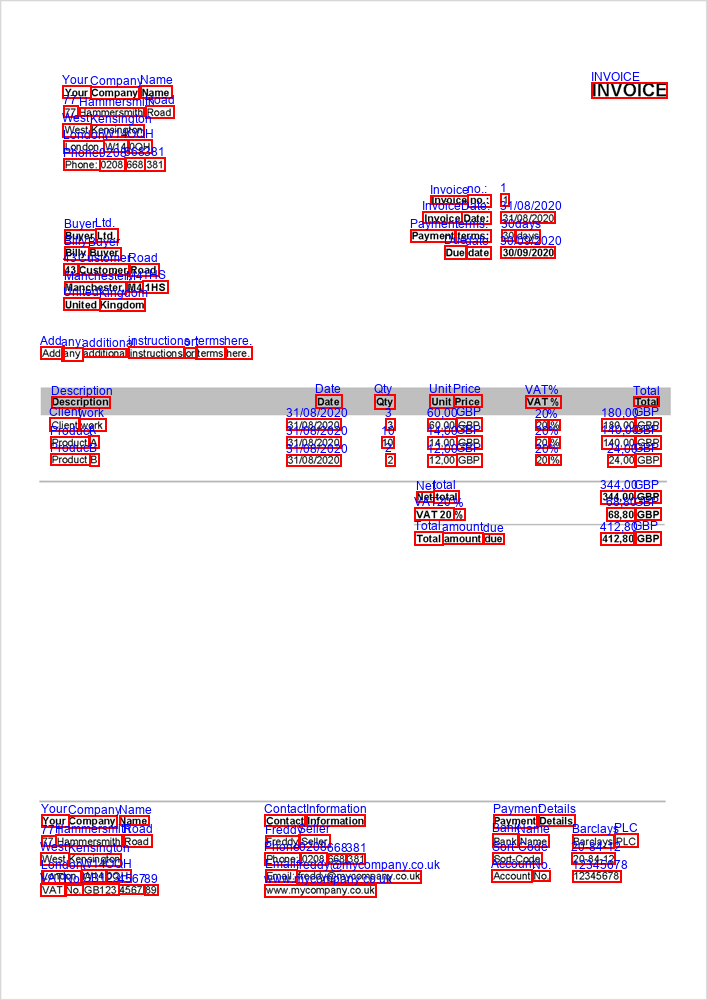 Your Company Name
INVOICE
77 Hammersmith Road
West Kensington
London, W14 0QH
Phone: 0208 668 381
Invoice no.: 1
Invoice Date: 31/08/2020
Payment terms: 30 days
Due date 30/09/2020
Buyer Ltd.
Billy Buyer
43 Customer Road
Manchester, M4 1HS
United Kingdom
Add any additional instructions or terms here.
Description Date Qty Unit Price VAT % Total
Client work 31/08/2020 3 60,00 GBP 20 % 180,00 GBP
Product A 31/08/2020 10 14,00 GBP 20 % 140,00 GBP
Product B 31/08/2020 2 12,00 GBP 20 % 24,00 GBP
Net total 344,00 GBP
VAT 20 % 68,80 GBP
Total amount due 412,80 GBP
Your Company Name
77 Hammersmith Road
West Kensington
London, W14 0QH
VAT No. GB123 4567 89
Contact Information
Freddy Seller
Phone: 0208 668 381
Email: freddy@mycompany.co.uk
www.mycompany.co.uk
Payment Details
Bank Name Barclays PLC
Sort-Code 20-84-12
Account No. 12345678